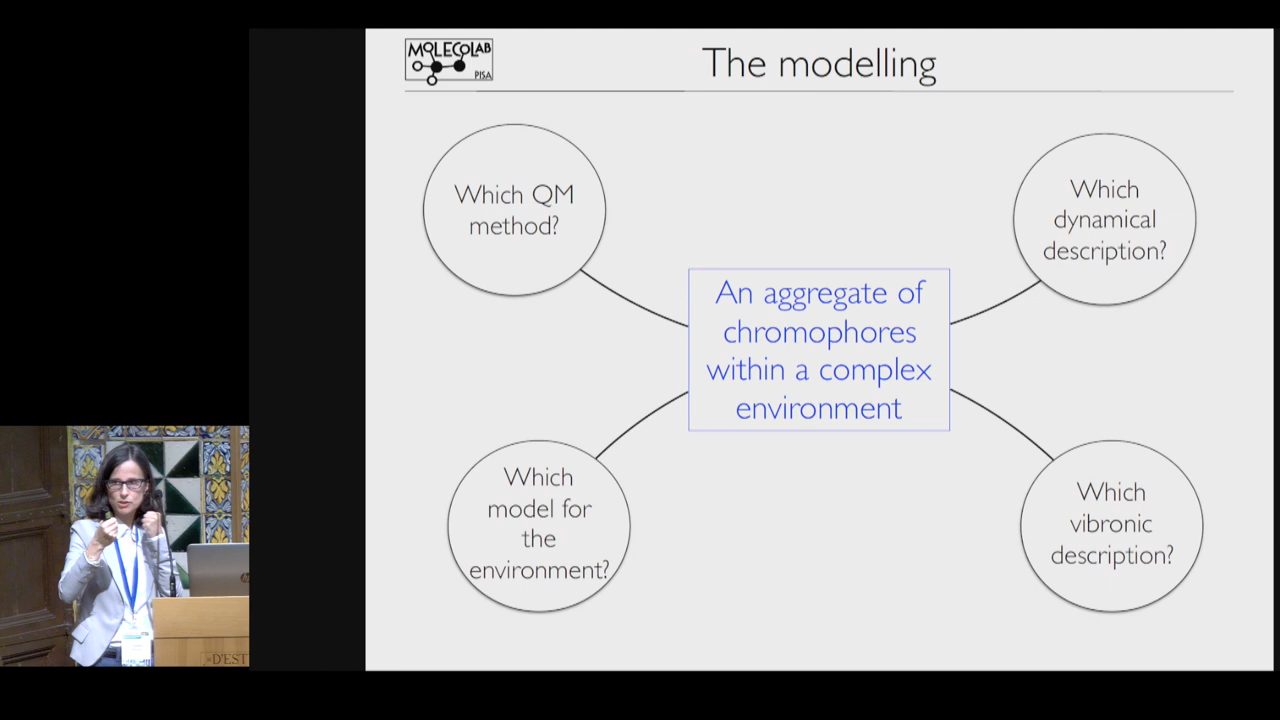 MOLECOLAB
PISA
The modelling
Which QM
method?
Which
dynamical
description?
An aggregate of
chromophores
within a complex
environment
Which
model for
the
environment?
Which
vibronic
description?
D'EST